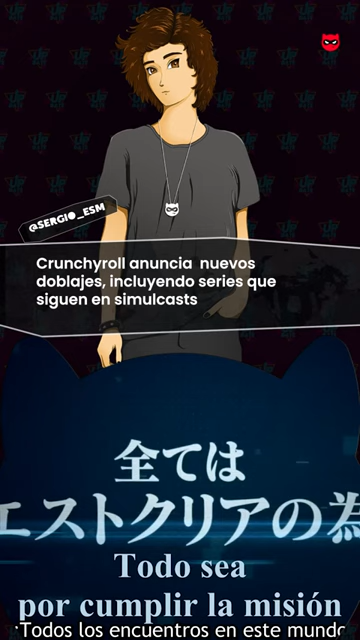 @SERGIO_ESM
Crunchyroll anuncia nuevos
doblajes, incluyendo series que
siguen en simulcasts
全ては
エストクリアの為
Todo sea
por cumplir la misión
Todos los encuentros en este mundo